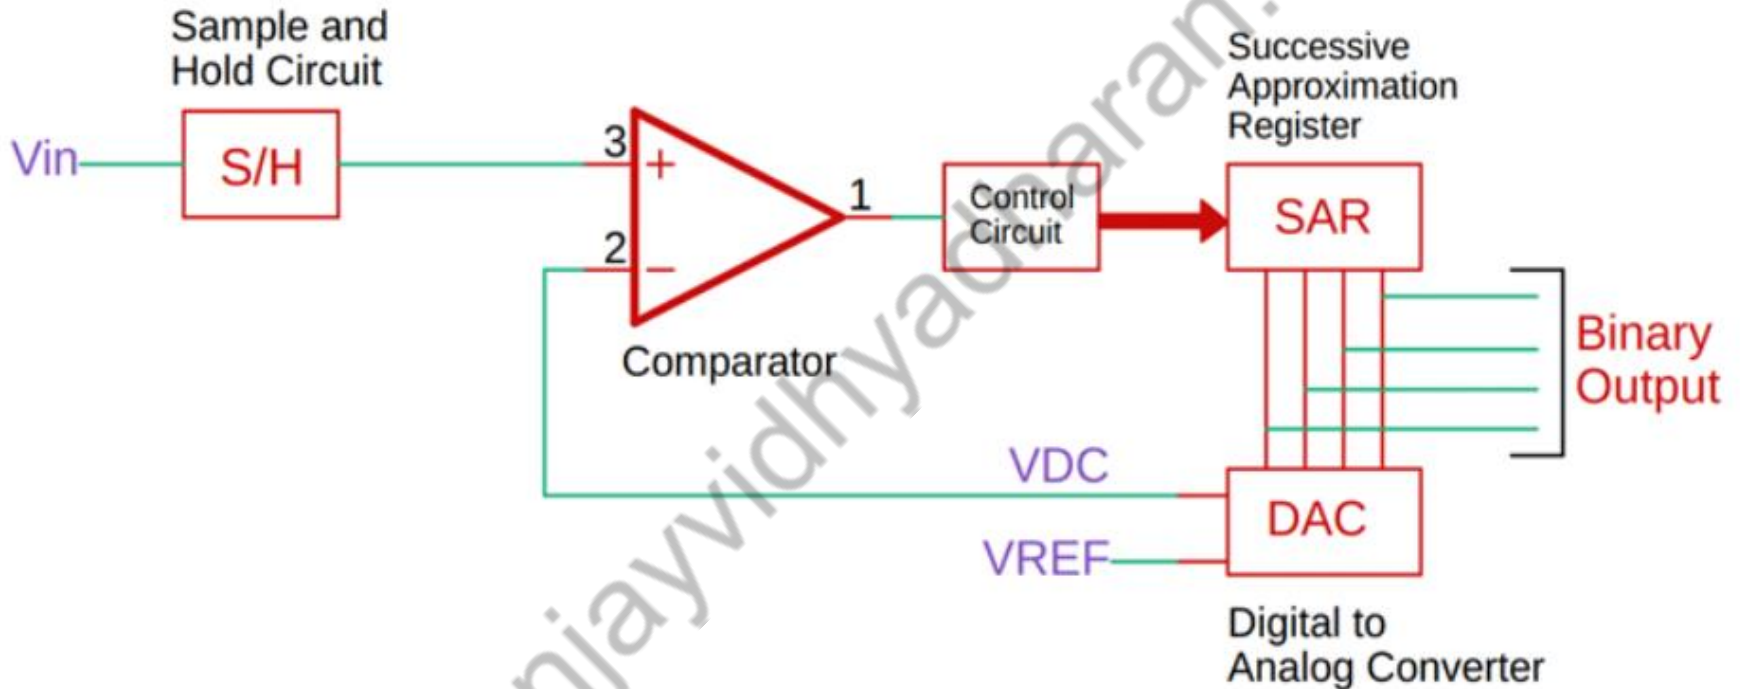 Sample and
Hold Circuit
Successive
Approximation
Register
Vin
S/H
3
+
2
−
1
Control
Circuit
SAR
Comparator
Binary
Output
VDC
DAC
VREF
Digital to
Analog Converter
njayvidhyadharan.